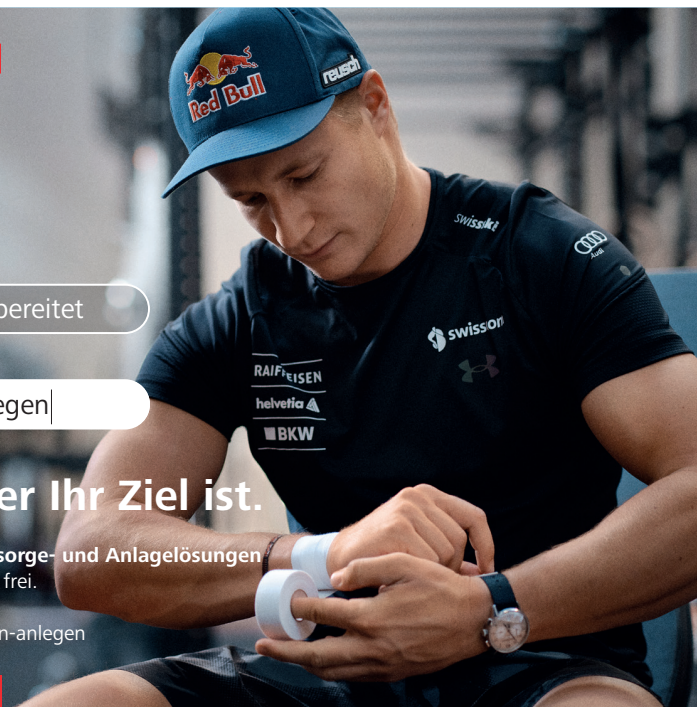 Red Bull
reusch
swiss
Audi
bereitet
swisscom
RAIFFEISEN
helvetia
BKW
egen
er Ihr Ziel ist.
sorge- und Anlagelösungen
frei.
n-anlegen